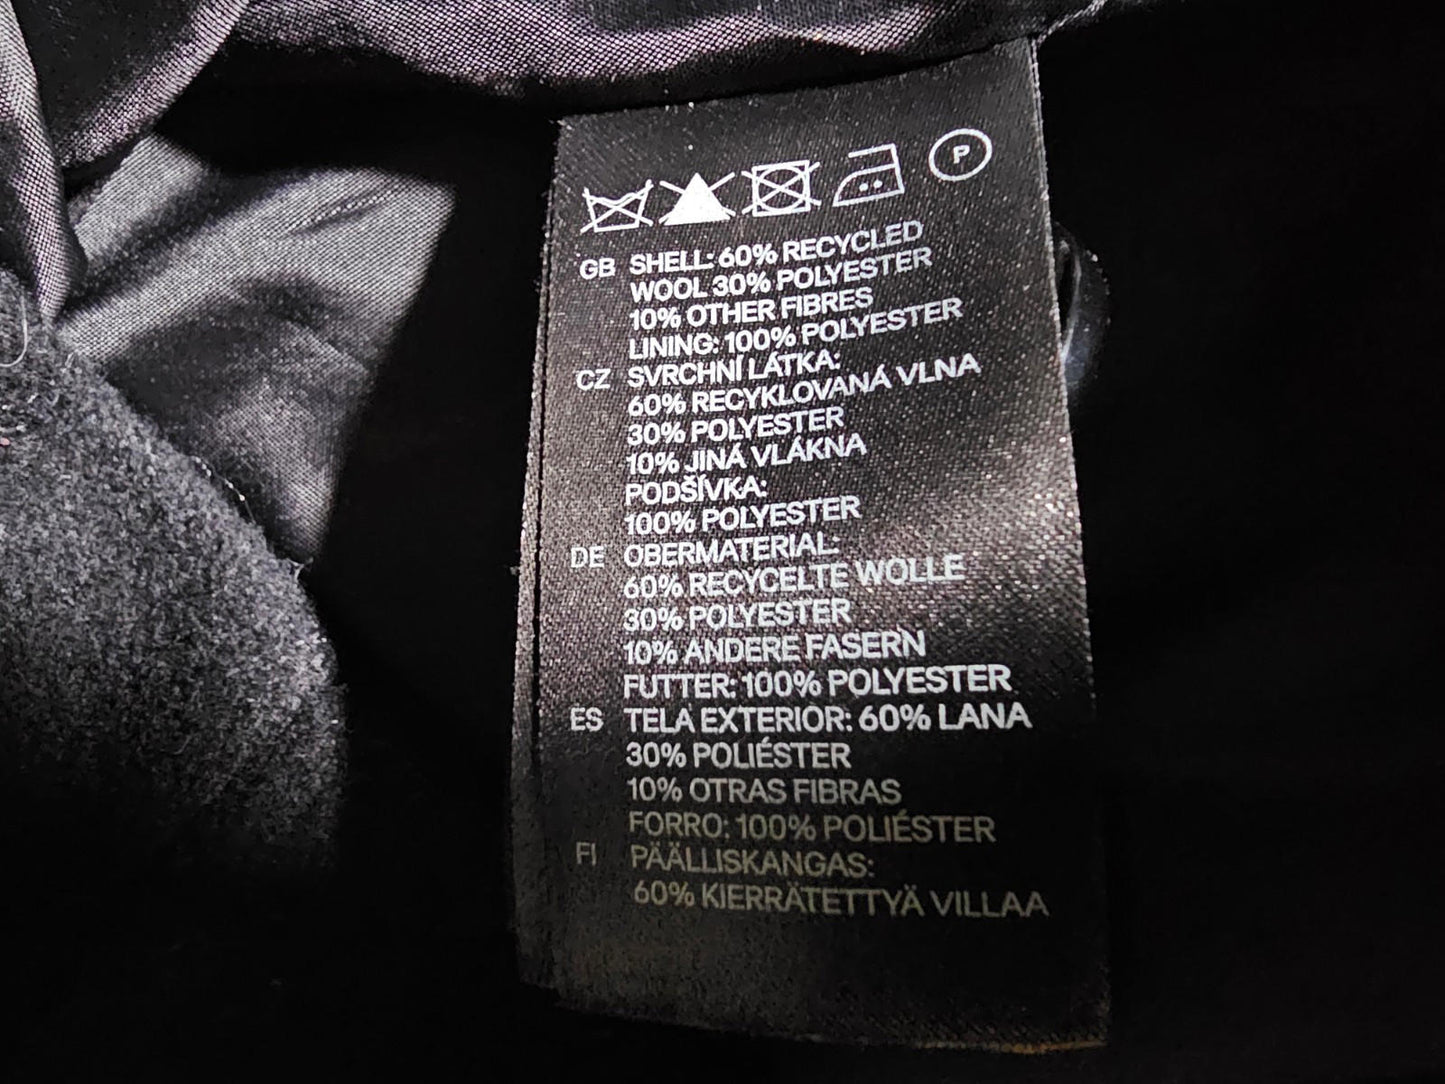 P
GB SHELL: 60% RECYCLED
WOOL 30% POLYESTER
10% OTHER FIBRES
LINING: 100% POLYESTER
CZ SVRCHNÍ LÁTKA:
60% RECYKLOVANÁ VLNA
30% POLYESTER
10% JINÁ VLÁKNA
PODŠÍVKA:
100% POLYESTER
DE OBERMATERIAL:
60% RECYCELTE WOLLE
30% POLYESTER
10% ANDERE FASERN
FUTTER: 100% POLYESTER
ES TELA EXTERIOR: 60% LANA
30% POLIÉSTER
10% OTRAS FIBRAS
FORRO: 100% POLIÉSTER
FI PÄÄLLISKANGAS:
60% KIERRÄTETTYÄ VILLAA